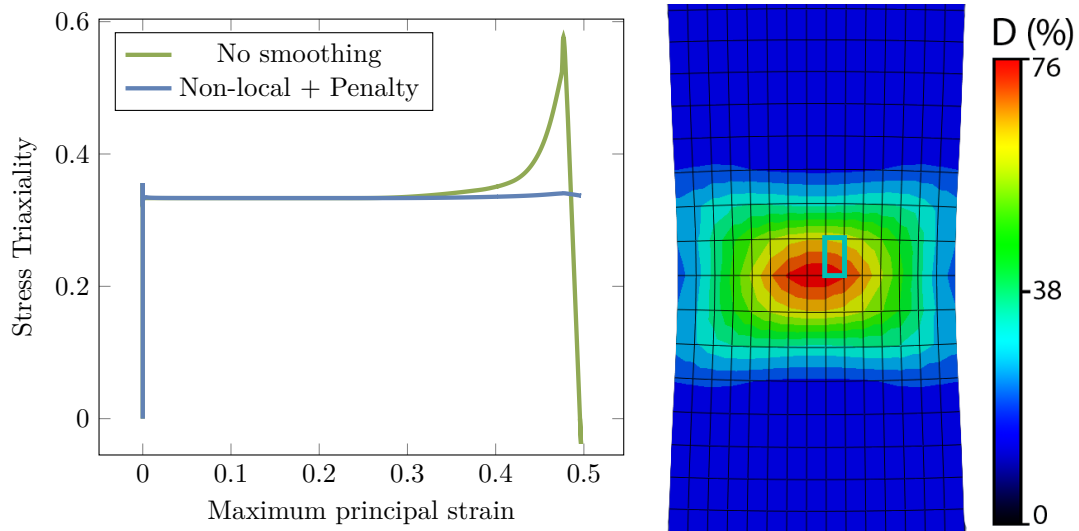 0.6
0.4
0.2
0
Stress Triaxiality
No smoothing
Non-local + Penalty
0
0.1
0.2
0.3
0.4
0.5
Maximum principal strain
D (%)
76
38
0